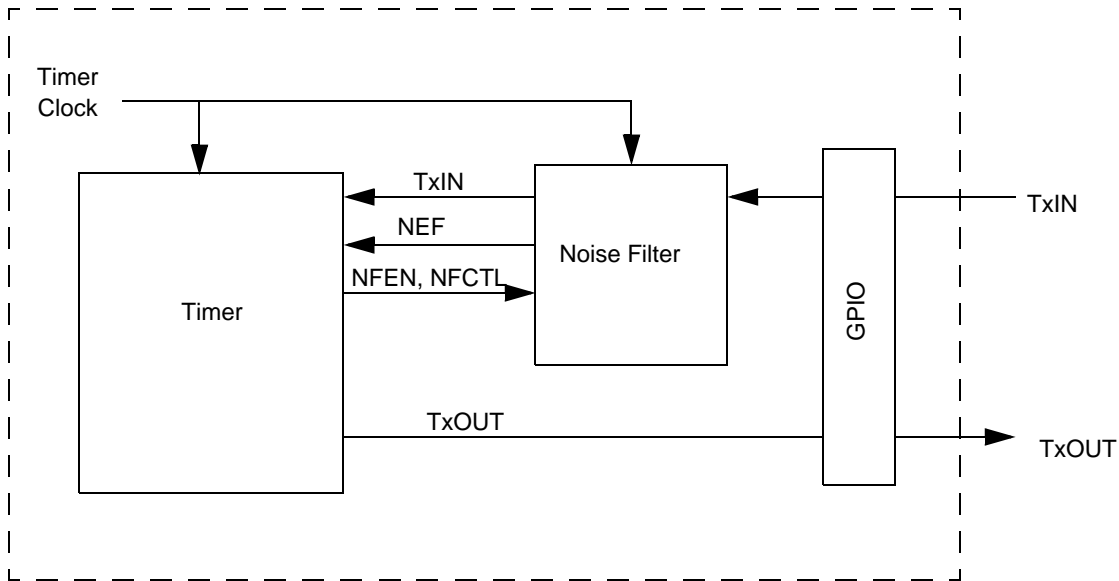 Timer
Clock
TxIN
NEF
NFEN, NFCTL
Timer
Noise Filter
GPIO
TxIN
TxOUT
TxOUT